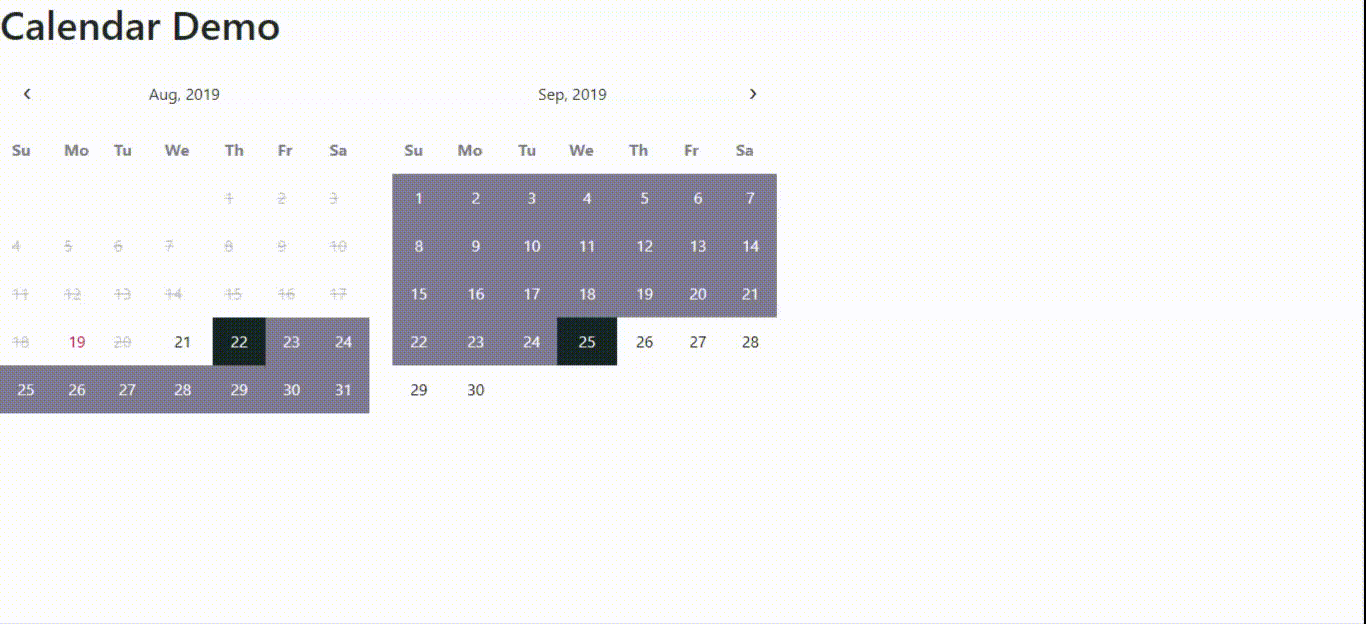 Calendar Demo
‹ Aug, 2019 Sep, 2019 ›
Su Mo Tu We Th Fr Sa Su Mo Tu We Th Fr Sa
1 2 3 1 2 3 4 5 6 7
4 5 6 7 8 9 10 8 9 10 11 12 13 14
11 12 13 14 15 16 17 15 16 17 18 19 20 21
18 19 20 21 22 23 24 22 23 24 25 26 27 28
25 26 27 28 29 30 31 29 30